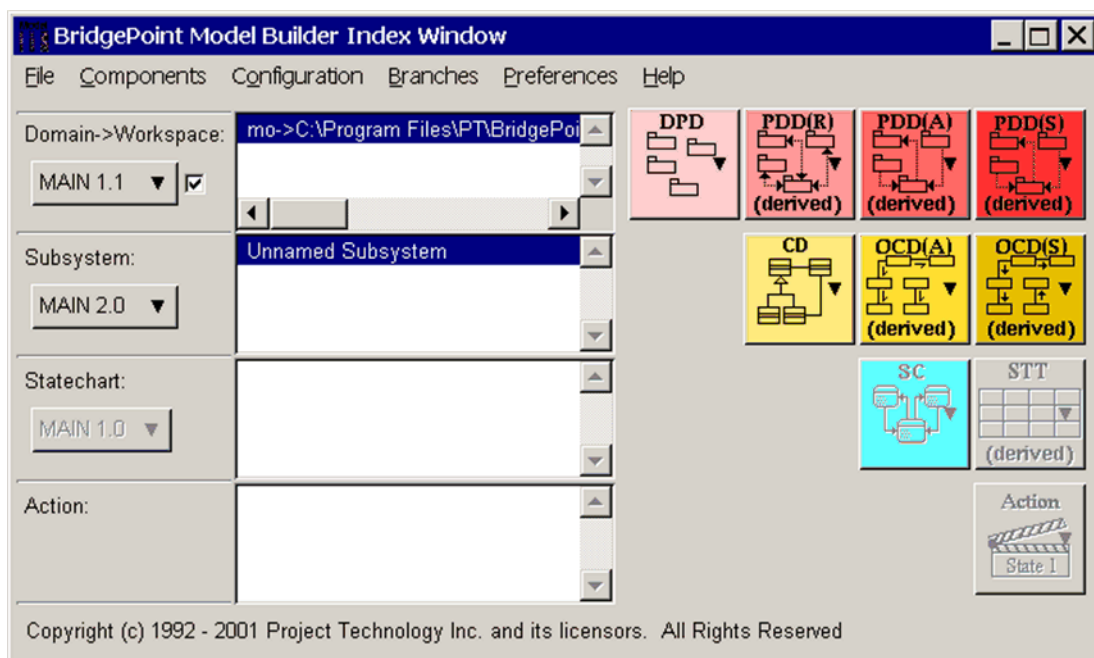 BridgePoint Model Builder Index Window
File Components Configuration Branches Preferences Help
Domain->Workspace:
MAIN 1.1
mo->C:\Program Files\PT\BridgePoi
DPD
PDD(R)
(derived)
PDD(A)
(derived)
PDD(S)
(derived)
Subsystem:
MAIN 2.0
Unnamed Subsystem
CD
OCD(A)
(derived)
OCD(S)
(derived)
Statechart:
MAIN 1.0
SC
STT
(derived)
Action:
Action
State 1
Copyright (c) 1992 - 2001 Project Technology Inc. and its licensors. All Rights Reserved